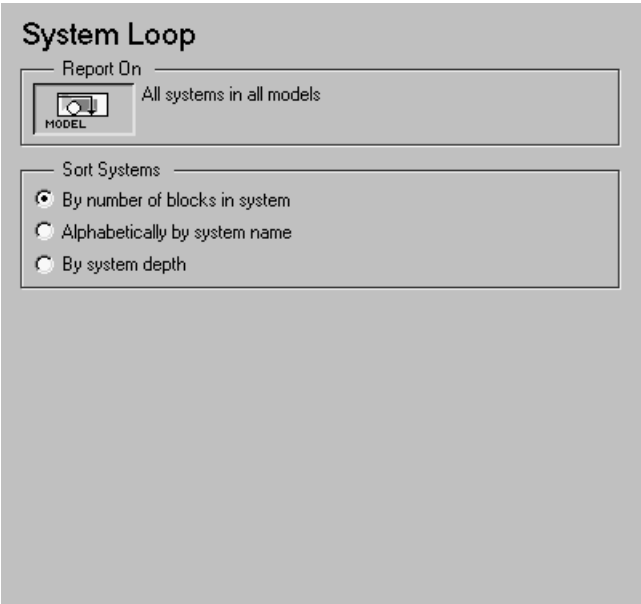 System Loop
Report On
All systems in all models
MODEL
Sort Systems
By number of blocks in system
Alphabetically by system name
By system depth